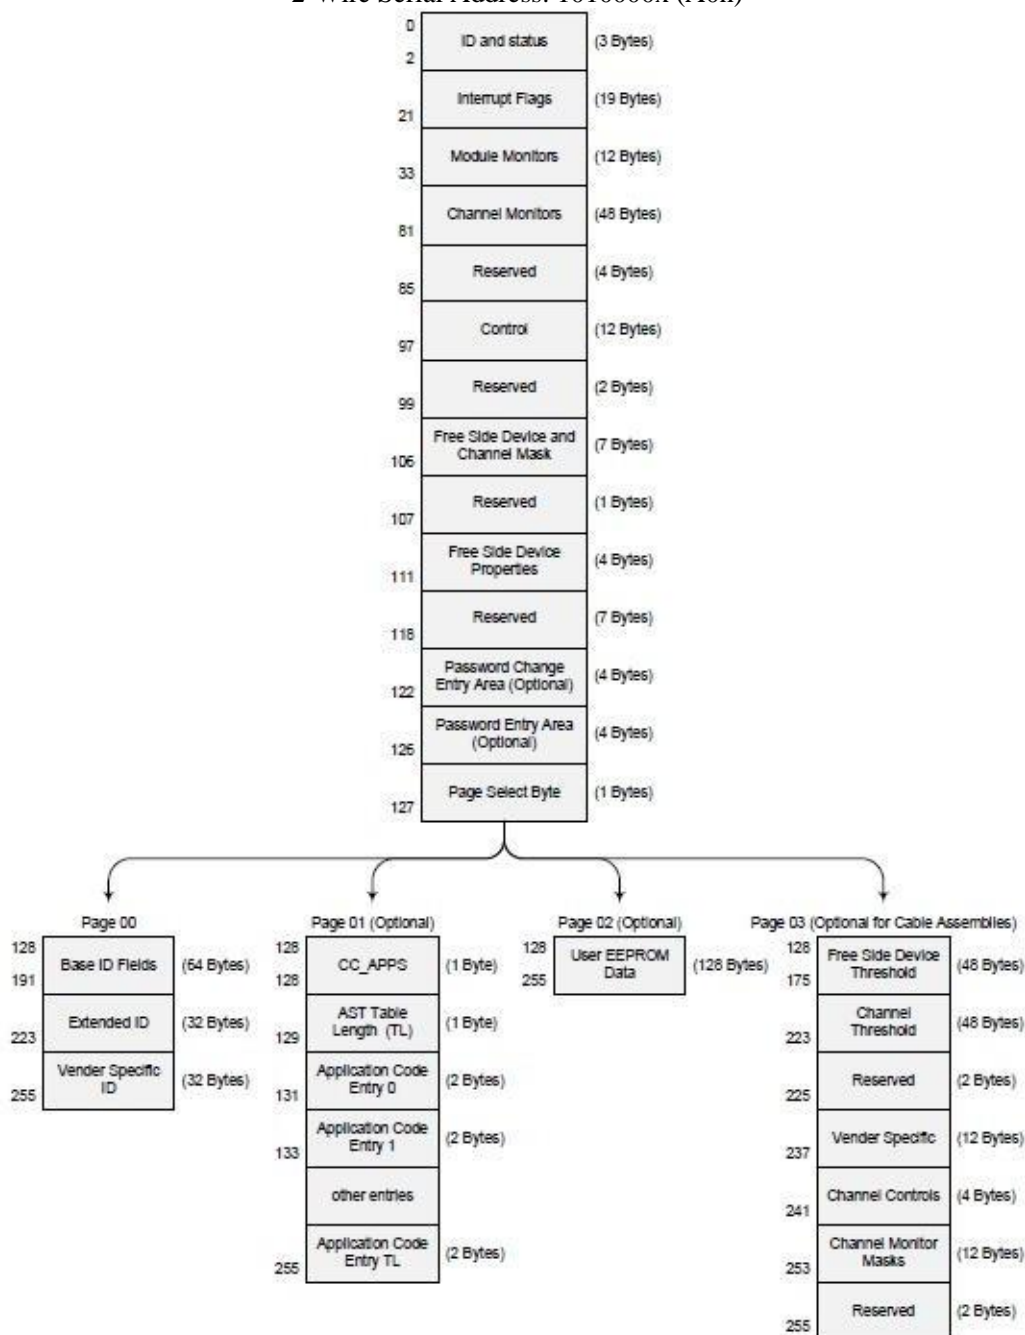 2-Wire Serial Address: 1010000x (A0h)
0
2
ID and status
(3 Bytes)
21
Interrupt Flags
(19 Bytes)
33
Module Monitors
(12 Bytes)
81
Channel Monitors
(48 Bytes)
85
Reserved
(4 Bytes)
97
Control
(12 Bytes)
99
Reserved
(2 Bytes)
106
Free Side Device and
Channel Mask
(7 Bytes)
107
Reserved
(1 Bytes)
111
Free Side Device
Properties
(4 Bytes)
118
Reserved
(7 Bytes)
122
Password Change
Entry Area (Optional)
(4 Bytes)
126
Password Entry Area
(Optional)
(4 Bytes)
127
Page Select Byte
(1 Bytes)
Page 00
128
191
Base ID Fields
(64 Bytes)
223
Extended ID
(32 Bytes)
255
Vender Specific
ID
(32 Bytes)
Page 01 (Optional)
128
128
CC_APPS
(1 Byte)
129
AST Table
Length (TL)
(1 Byte)
131
Application Code
Entry 0
(2 Bytes)
133
Application Code
Entry 1
(2 Bytes)
other entries
255
Application Code
Entry TL
(2 Bytes)
Page 02 (Optional)
128
255
User EEPROM
Data
(128 Bytes)
Page 03 (Optional for Cable Assemblies)
128
175
Free Side Device
Threshold
(48 Bytes)
223
Channel
Threshold
(48 Bytes)
225
Reserved
(2 Bytes)
237
Vender Specific
(12 Bytes)
241
Channel Controls
(4 Bytes)
253
Channel Monitor
Masks
(12 Bytes)
255
Reserved
(2 Bytes)